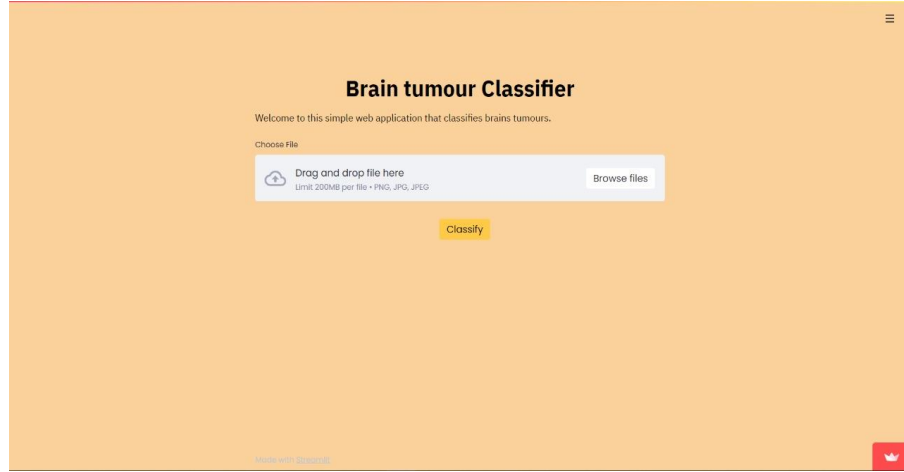 Brain tumour Classifier
Welcome to this simple web application that classifies brains tumours.
Choose File
Drag and drop file here
Limit 200MB per file • PNG, JPG, JPEG
Browse files
Classify
Made with Streamlit